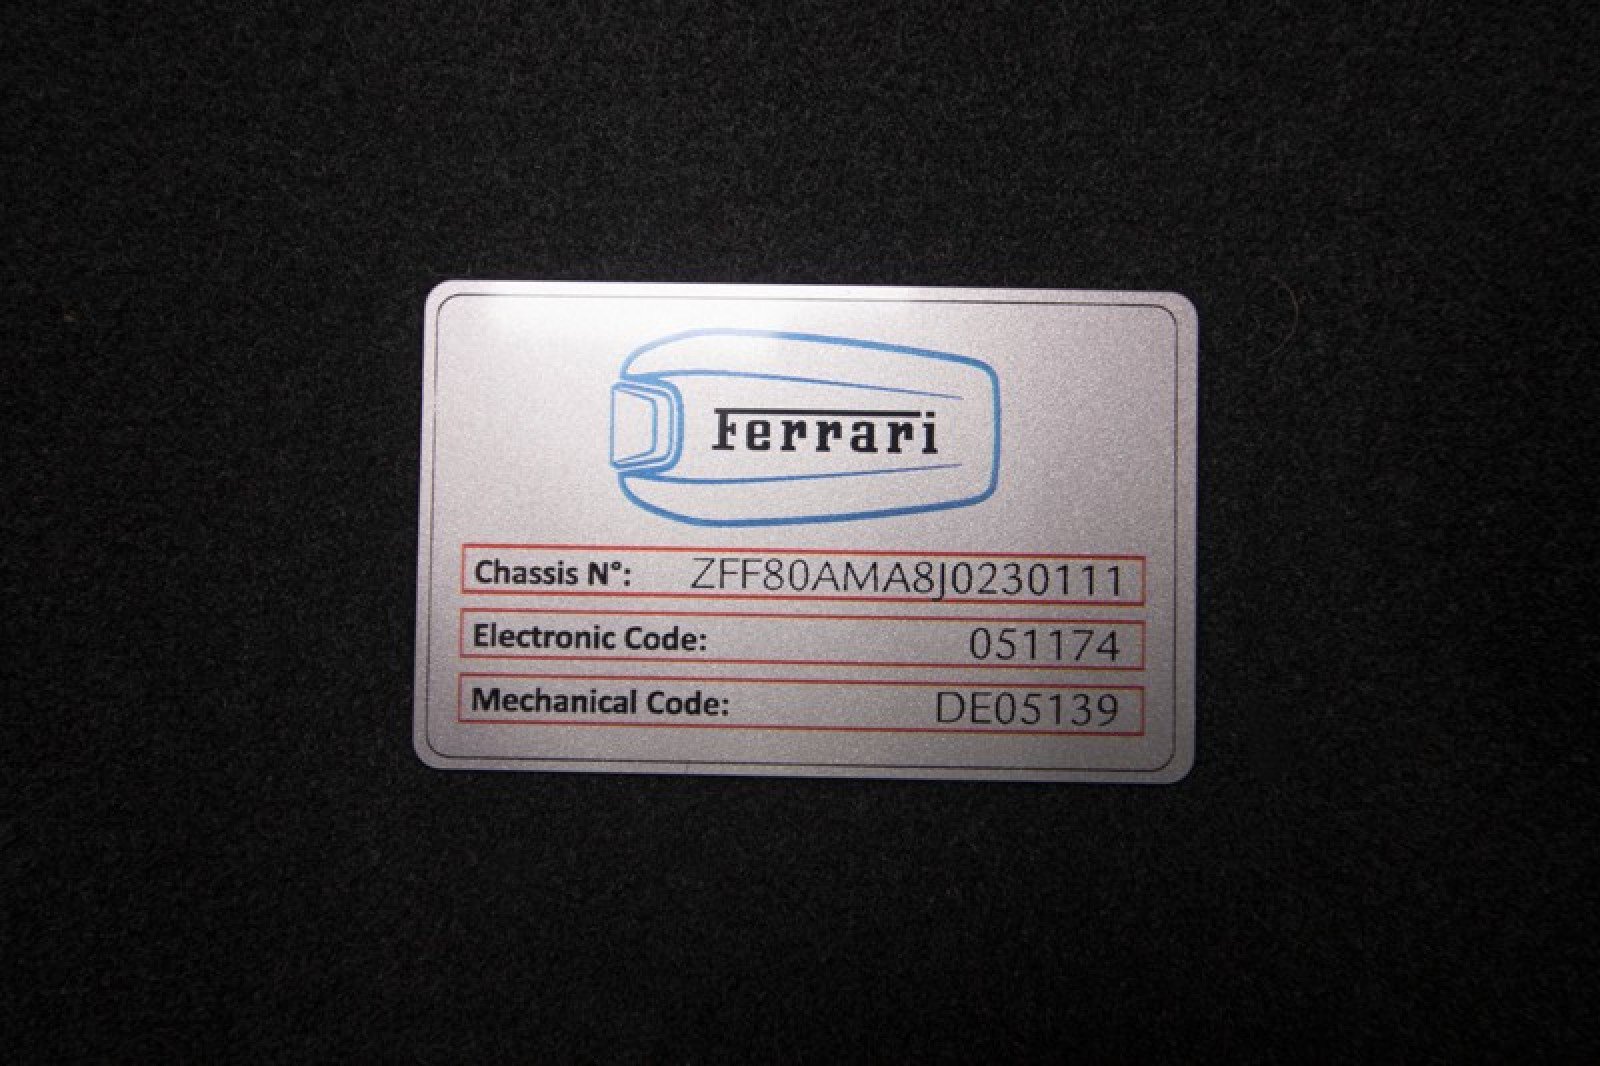 Ferrari
Chassis N°: ZFF80AMA8J0230111
Electronic Code: 051174
Mechanical Code: DE05139